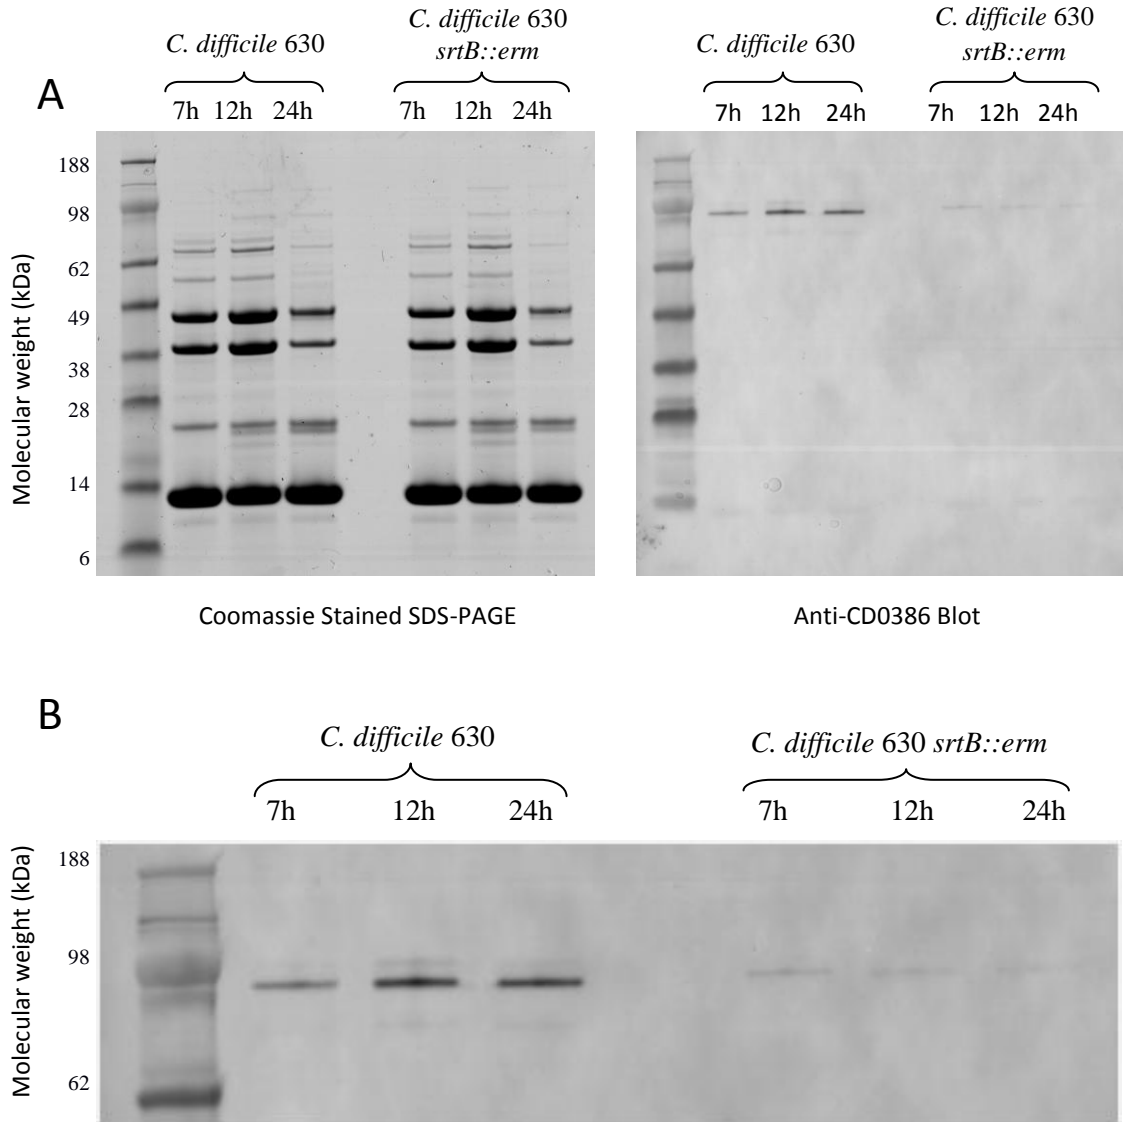 A
C. difficile 630
C. difficile 630
srtB::erm
7h 12h 24h
7h 12h 24h
Molecular weight (kDa)
188
98
62
49
38
28
14
6
Coomassie Stained SDS-PAGE
C. difficile 630
C. difficile 630
srtB::erm
7h 12h 24h
7h 12h 24h
Anti-CD0386 Blot
B
C. difficile 630
C. difficile 630 srtB::erm
7h 12h 24h
7h 12h 24h
Molecular weight (kDa)
188
98
62